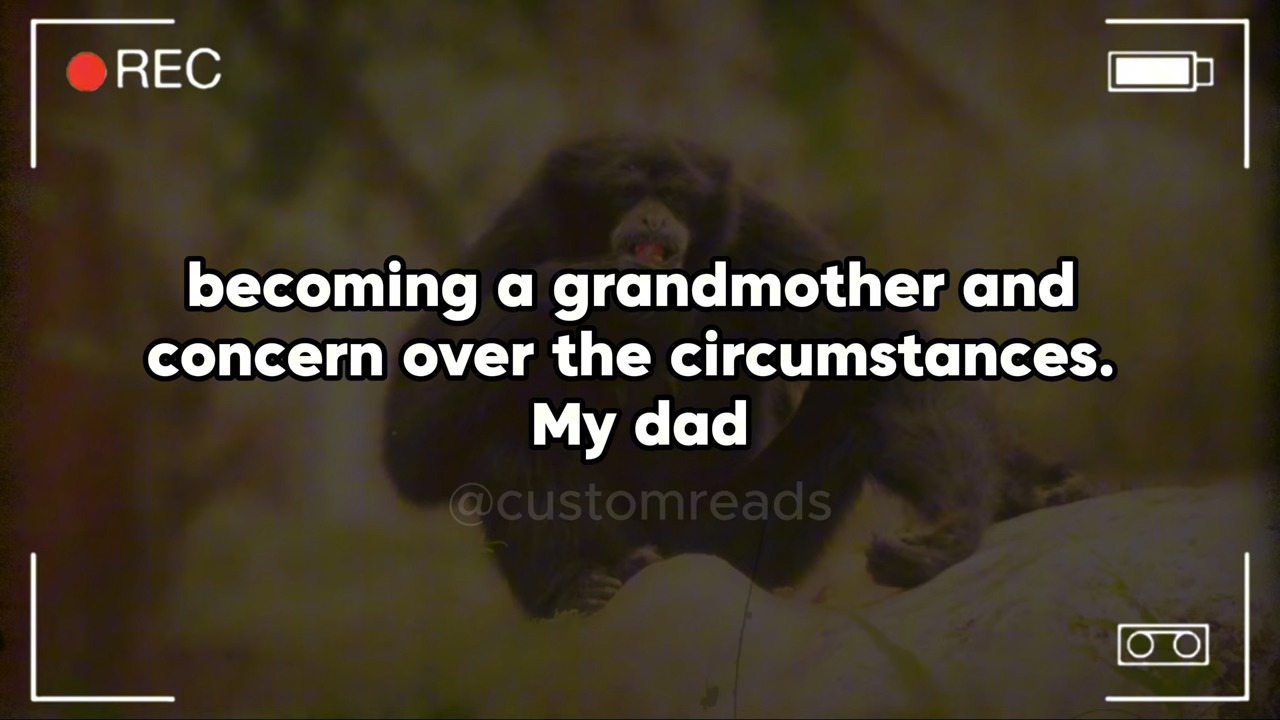 REC
becoming a grandmother and
concern over the circumstances.
My dad
@customreads